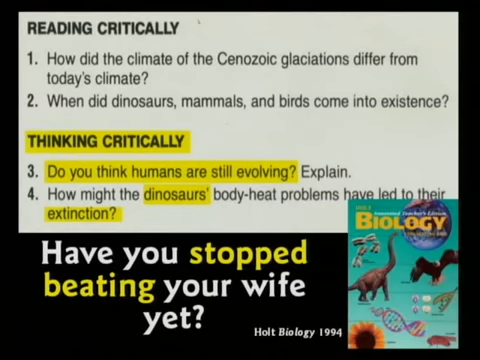 READING CRITICALLY
1. How did the climate of the Cenozoic glaciations differ from
today's climate?
2. When did dinosaurs, mammals, and birds come into existence?
THINKING CRITICALLY
3. Do you think humans are still evolving? Explain.
4. How might the dinosaurs' body-heat problems have led to their
extinction?
Annotated Teacher's Edition
BIOLOGY
Have you stopped
beating your wife
yet?
Holt Biology 1994